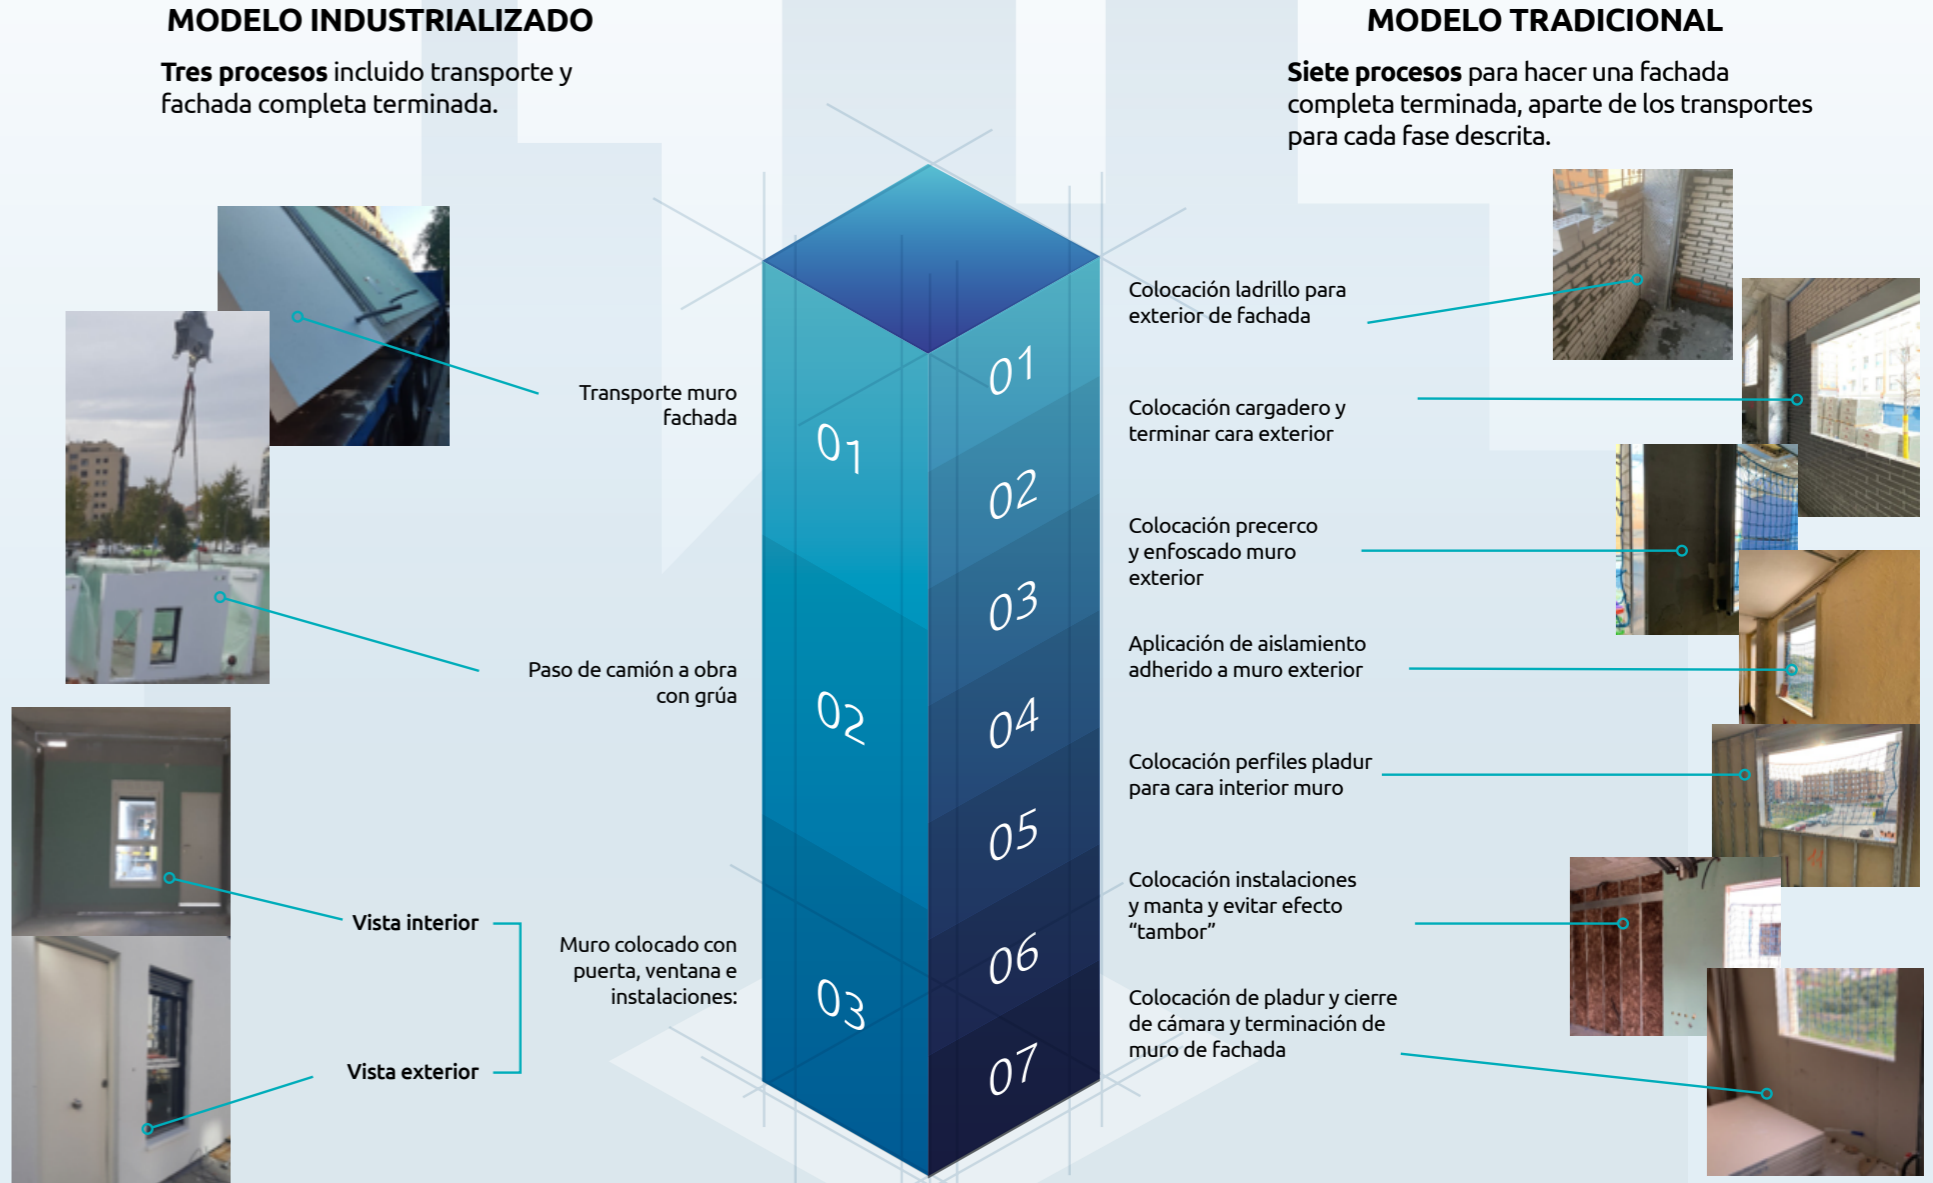 MODELO INDUSTRIALIZADO
Tres procesos incluido transporte y
fachada completa terminada.
Transporte muro
fachada
Paso de camión a obra
con grúa
Vista interior
Muro colocado con
puerta, ventana e
instalaciones:
Vista exterior
01
02
03
MODELO TRADICIONAL
Siete procesos para hacer una fachada
completa terminada, aparte de los transportes
para cada fase descrita.
01
Colocación ladrillo para
exterior de fachada
02
Colocación cargadero y
terminar cara exterior
03
Colocación precerco
y enfoscado muro
exterior
04
Aplicación de aislamiento
adherido a muro exterior
05
Colocación perfiles pladur
para cara interior muro
06
Colocación instalaciones
y manta y evitar efecto
“tambor”
07
Colocación de pladur y cierre
de cámara y terminación de
muro de fachada